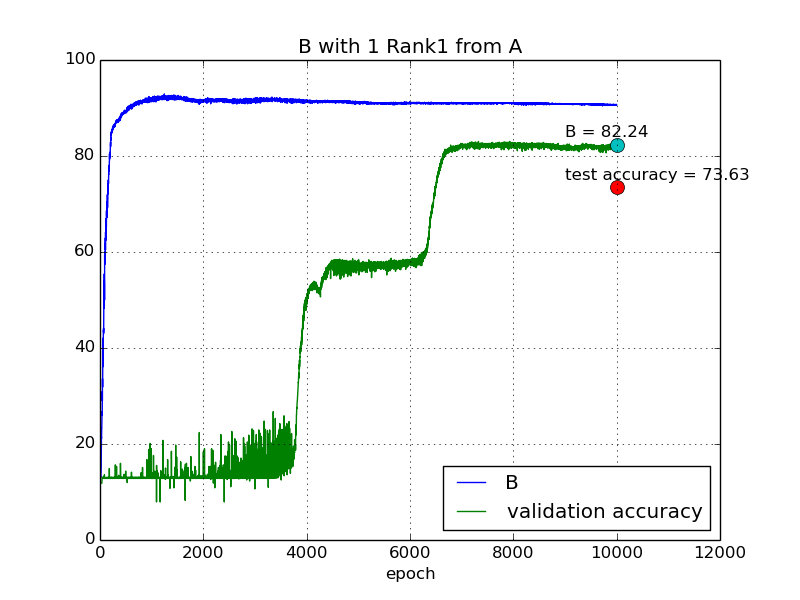 B with 1 Rank1 from A
100
80
60
40
20
0
B = 82.24
test accuracy = 73.63
B
validation accuracy
0 2000 4000 6000 8000 10000 12000
epoch